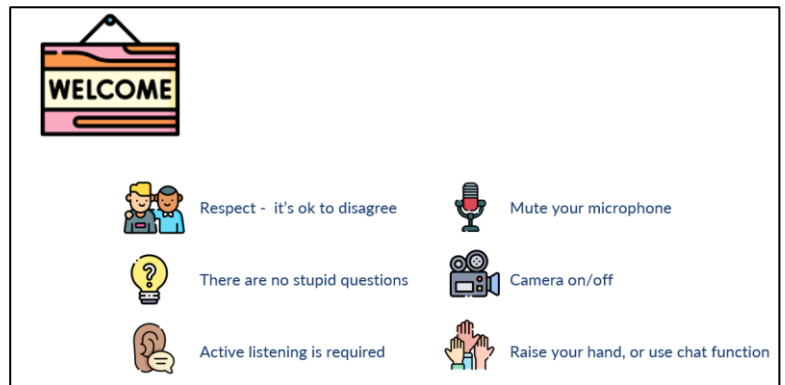 WELCOME
Respect - it's ok to disagree
There are no stupid questions
Active listening is required
Mute your microphone
Camera on/off
Raise your hand, or use chat function